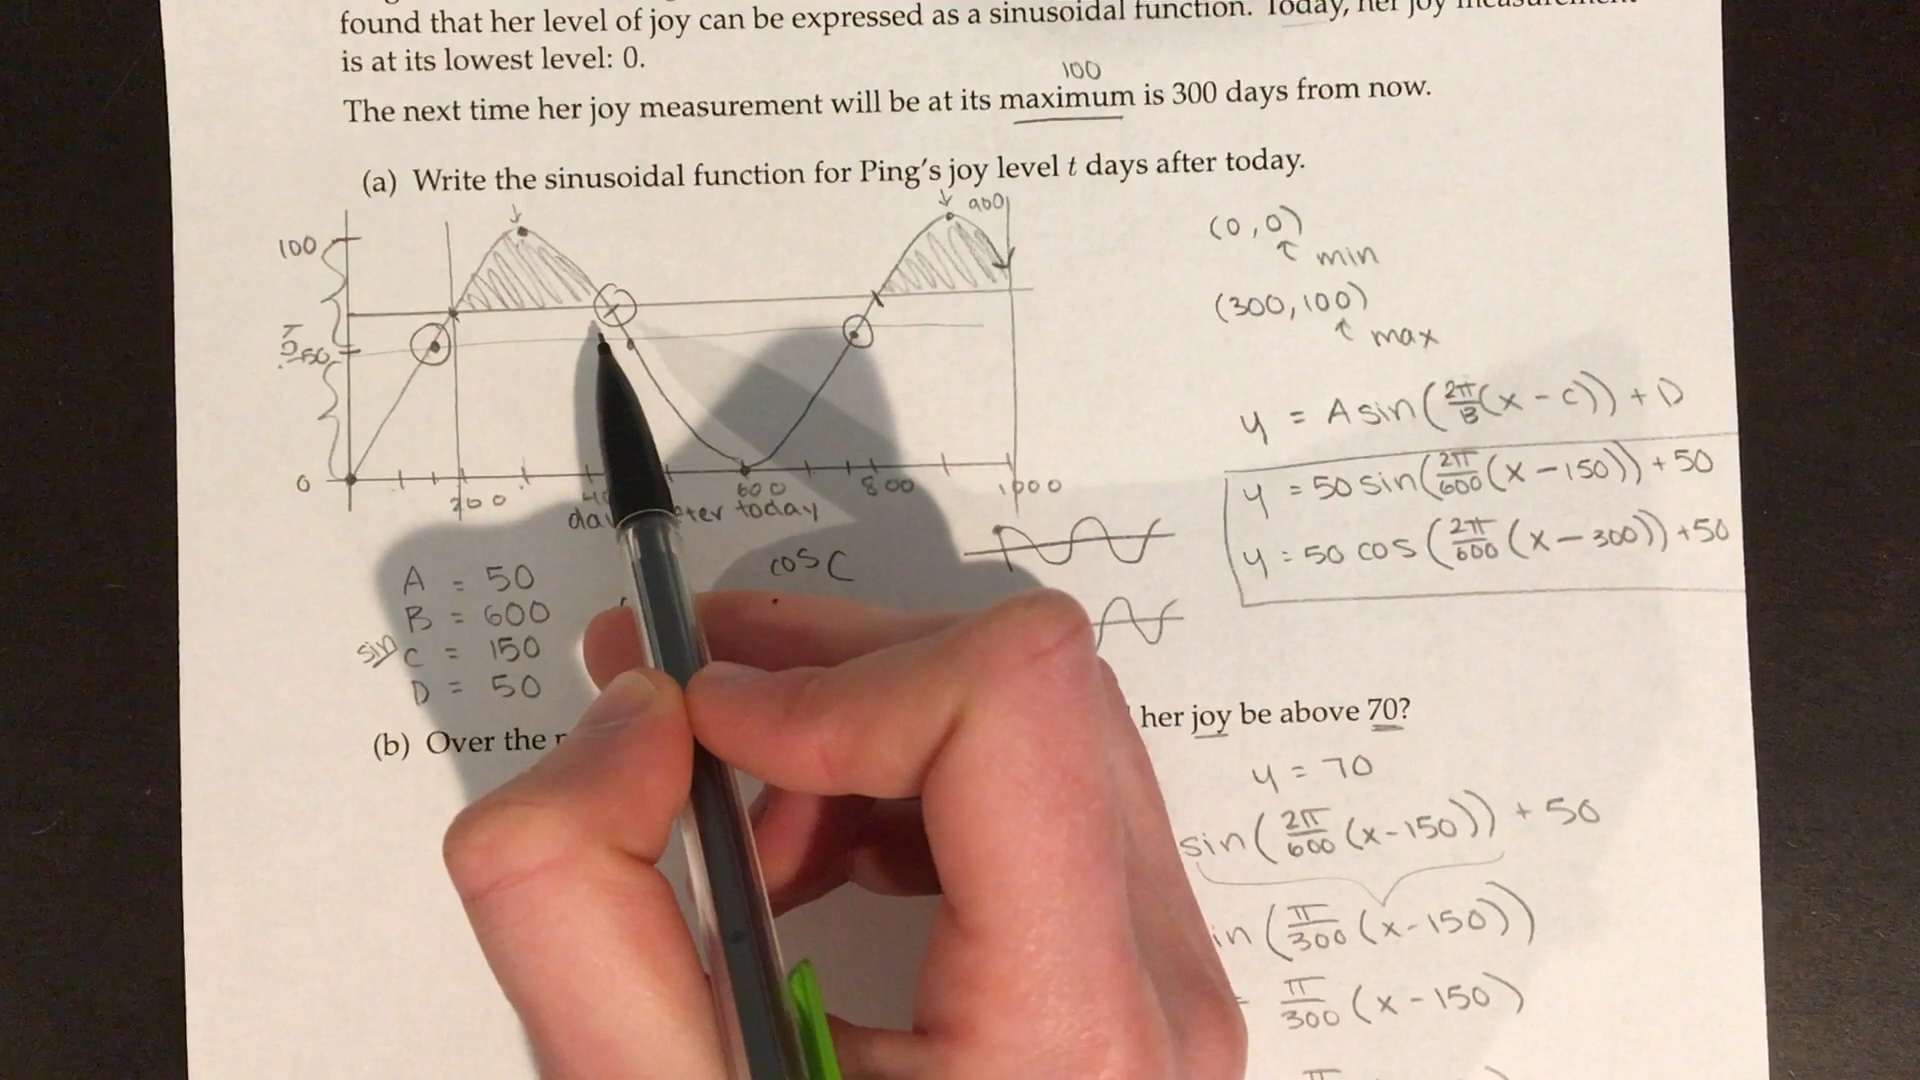 found that her level of joy can be expressed as a sinusoidal function. Today, her joy measurement
is at its lowest level: 0.
100
The next time her joy measurement will be at its maximum is 300 days from now.
(a) Write the sinusoidal function for Ping's joy level t days after today.
100
50
JOY
0
200
600
800
1000
today
900
(0,0)
min
(300,100)
max
y = A sin(2π/B(x-C)) + D
y = 50 sin(2π/600(x-150)) + 50
y = 50 cos(2π/600(x-300)) + 50
A = 50
B = 600
sin C = 150
D = 50
cos C
(b) Over the
her joy be above 70?
y = 70
sin(2π/600(x-150)) + 50
in(π/300(x-150))
π/300(x-150)